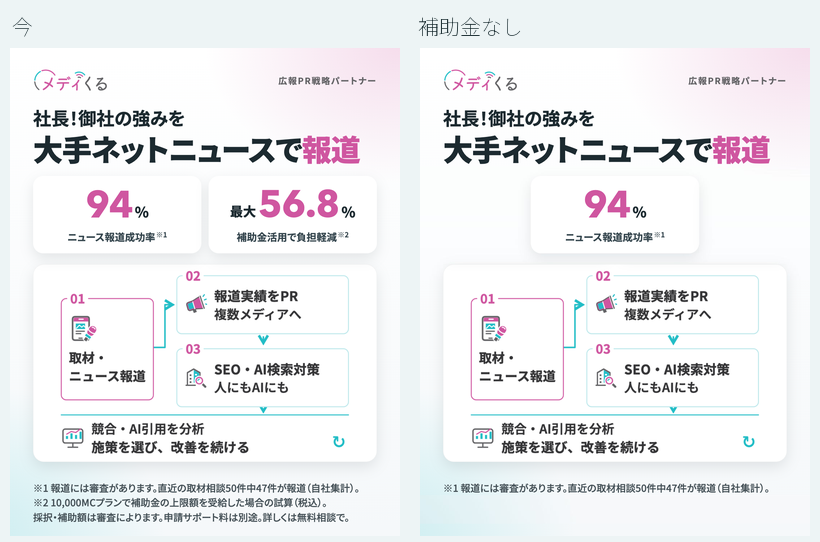 今
メディくる
広報PR戦略パートナー
社長！御社の強みを
大手ネットニュースで報道
94%
ニュース報道成功率※1
最大56.8%
補助金活用で負担軽減※2
01
取材・
ニュース報道
02
報道実績をPR
複数メディアへ
03
SEO・AI検索対策
人にもAIにも
競合・AI引用を分析
施策を選び、改善を続ける
※1 報道には審査があります。直近の取材相談50件中47件が報道（自社集計）。
※2 10,000MCプランで補助金の上限額を受給した場合の試算（税込）。
採択・補助額は審査によります。申請サポート料は別途。詳しくは無料相談で。
補助金なし
メディくる
広報PR戦略パートナー
社長！御社の強みを
大手ネットニュースで報道
94%
ニュース報道成功率※1
01
取材・
ニュース報道
02
報道実績をPR
複数メディアへ
03
SEO・AI検索対策
人にもAIにも
競合・AI引用を分析
施策を選び、改善を続ける
※1 報道には審査があります。直近の取材相談50件中47件が報道（自社集計）。